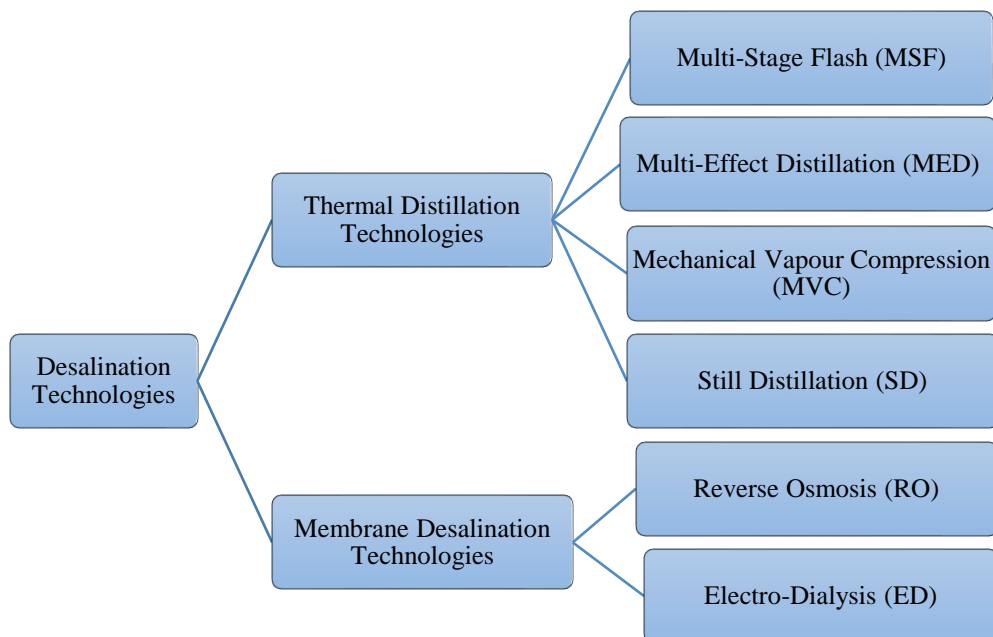 Multi-Stage Flash (MSF)
Multi-Effect Distillation (MED)
Thermal Distillation
Technologies
Mechanical Vapour Compression
(MVC)
Still Distillation (SD)
Desalination
Technologies
Reverse Osmosis (RO)
Membrane Desalination
Technologies
Electro-Dialysis (ED)